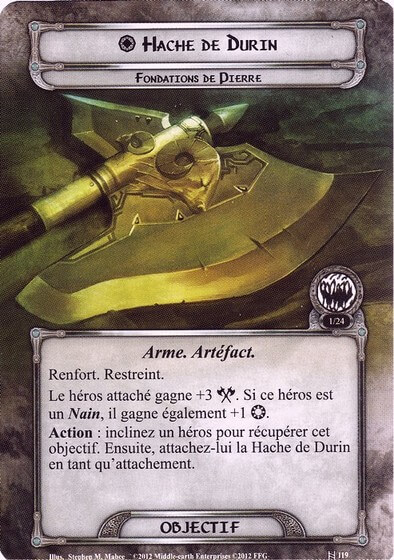 Hache de Durin
Fondations de Pierre
1/24
Arme. Artéfact.
Renfort. Restreint.
Le héros attaché gagne +3 . Si ce héros est
un Nain, il gagne également +1 .
Action : inclinez un héros pour récupérer cet
objectif. Ensuite, attachez-lui la Hache de Durin
en tant qu'attachement.
OBJECTIF
Illus. Stephen M. Mabee ©2012 Middle-earth Enterprises ©2012 FFG
119